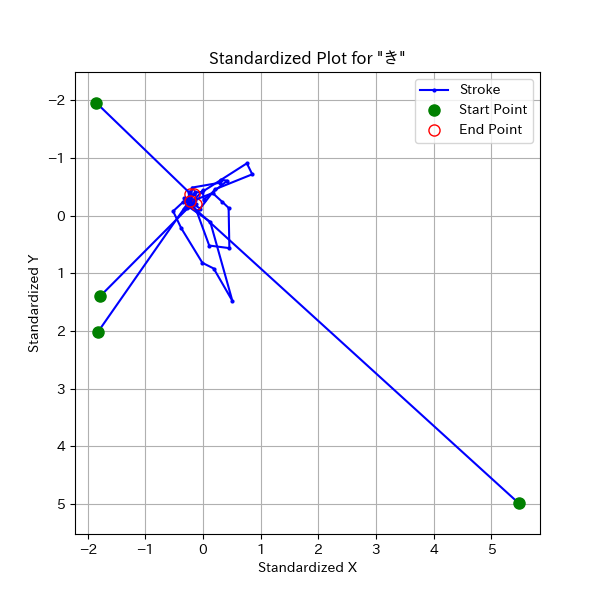 Standardized Plot for "き"
Stroke
Start Point
End Point
−2
−1
0
1
2
3
4
5
Standardized Y
−2 −1 0 1 2 3 4 5
Standardized X